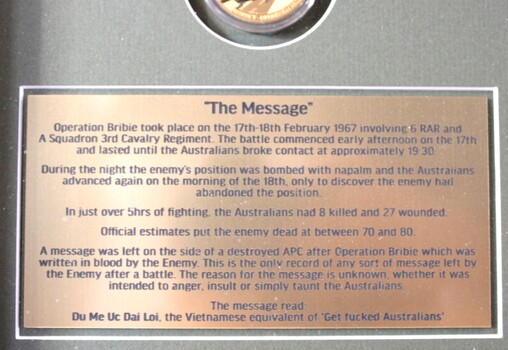 "The Message"
Operation Bribie took place on the 17th-18th February 1967 involving 6 RAR and
A Squadron 3rd Cavalry Regiment. The battle commenced early afternoon on the 17th
and lasted until the Australians broke contact at approximately 19 30.
During the night the enemy's position was bombed with napalm and the Australians
advanced again on the morning of the 18th, only to discover the enemy had
abandoned the position.
In just over 5hrs of fighting, the Australians had 8 killed and 27 wounded.
Official estimates put the enemy dead at between 70 and 80.
A message was left on the side of a destroyed APC after Operation Bribie which was
written in blood by the Enemy. This is the only record of any sort of message left by
the Enemy after a battle. The reason for the message is unknown, whether it was
intended to anger, insult or simply taunt the Australians.
The message read
Du Me Uc Dai Loi, the Vietnamese equivalent of 'Get fucked Australians'